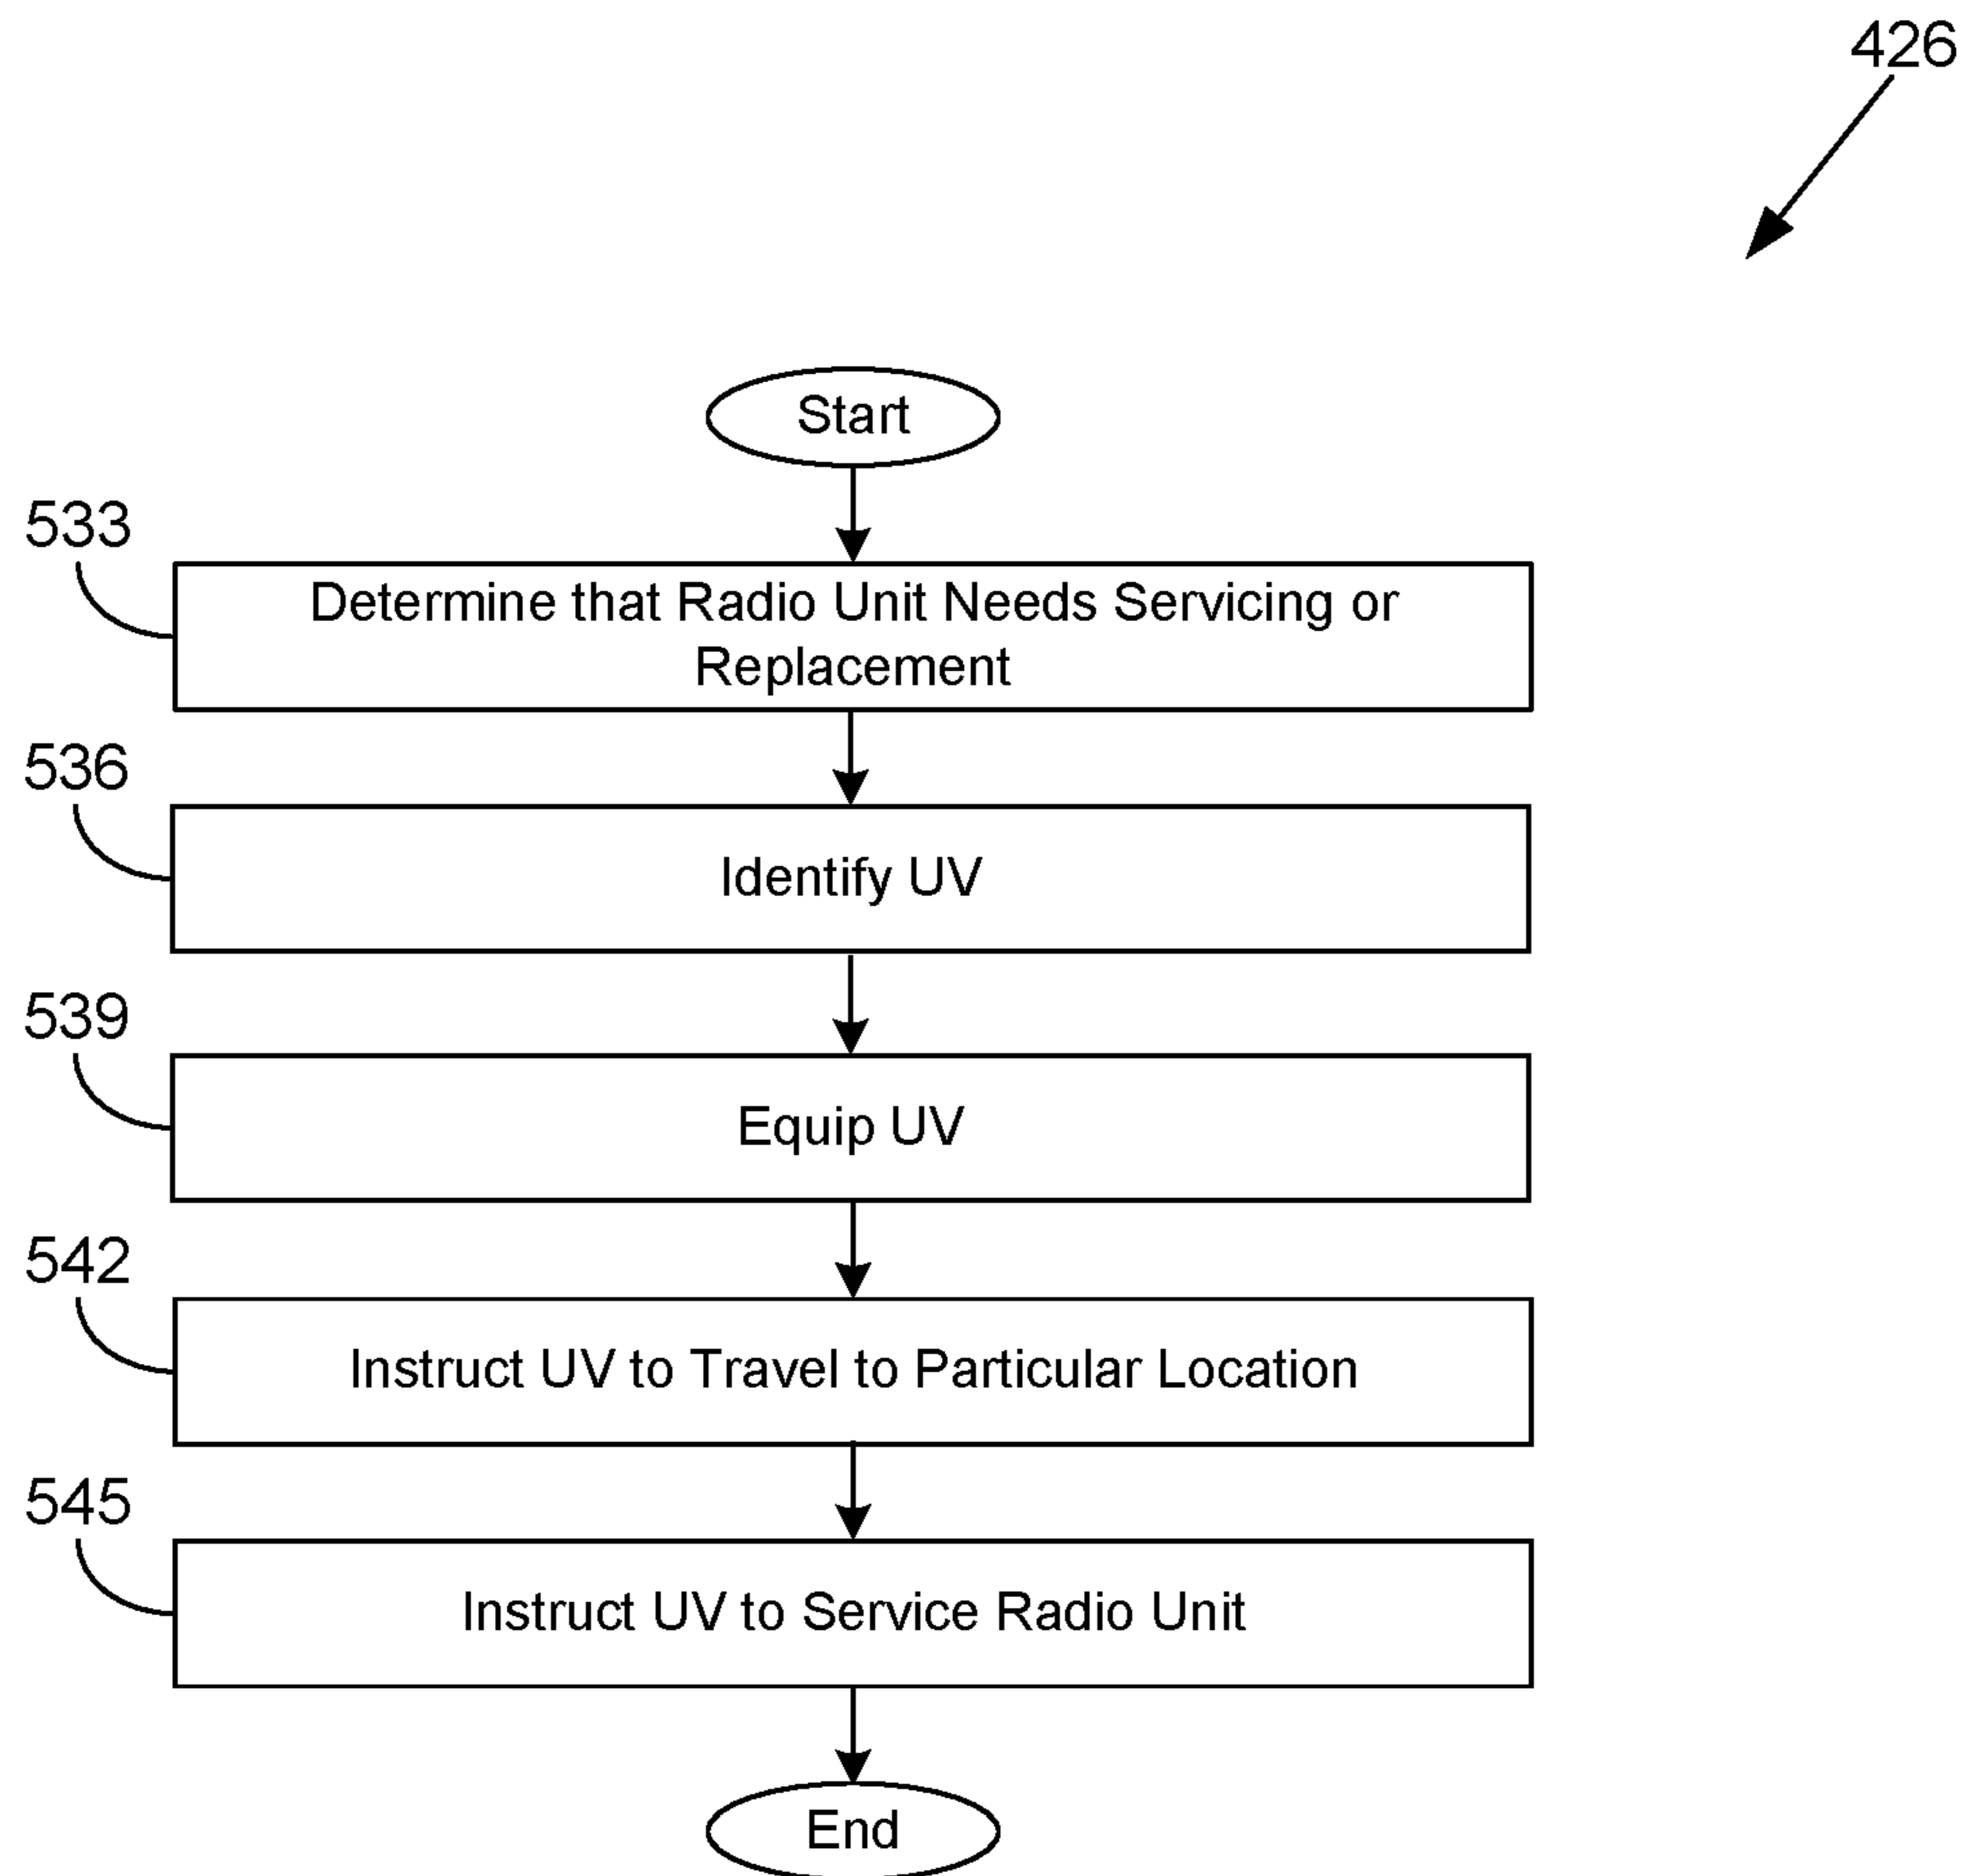 426
Start
533
Determine that Radio Unit Needs Servicing or
Replacement
536
Identify UV
539
Equip UV
542
Instruct UV to Travel to Particular Location
545
Instruct UV to Service Radio Unit
End